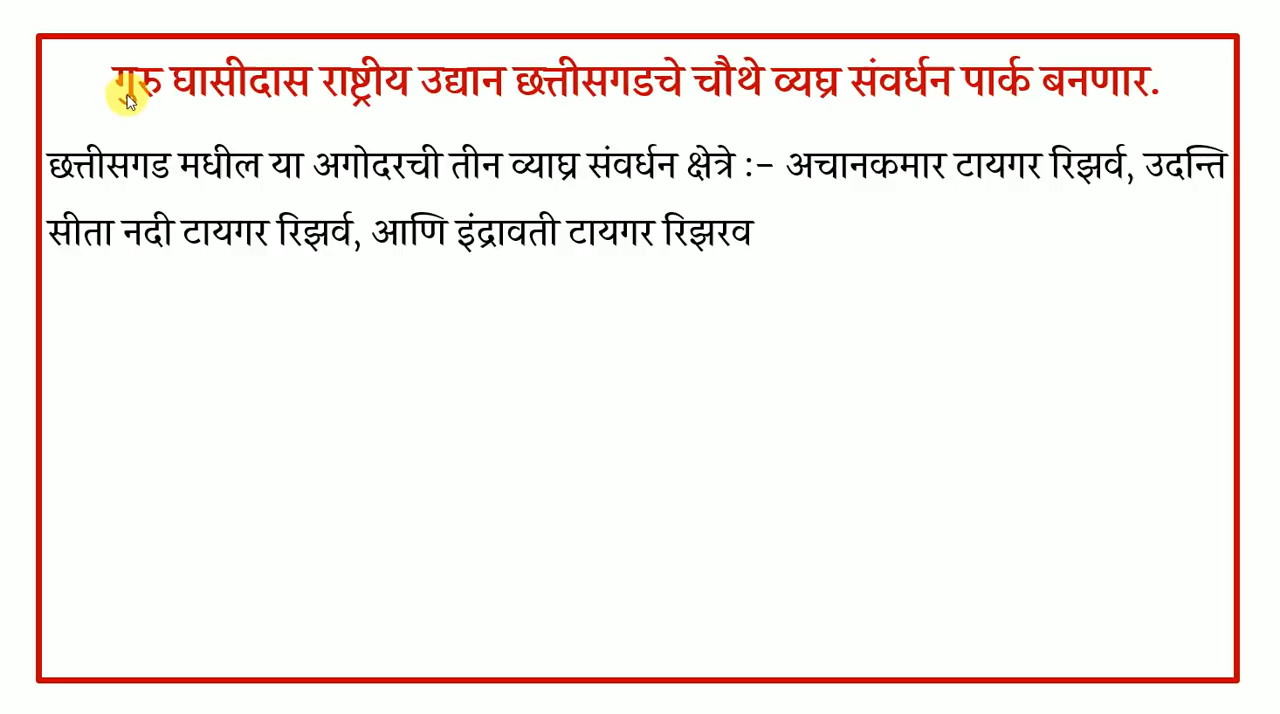 गुरु घासीदास राष्ट्रीय उद्यान छत्तीसगडचे चौथे व्यघ्र संवर्धन पार्क बनणार.
छत्तीसगड मधील या अगोदरची तीन व्याघ्र संवर्धन क्षेत्रे :- अचानकमार टायगर रिझर्व, उदन्ति
सीता नदी टायगर रिझर्व, आणि इंद्रावती टायगर रिझरव